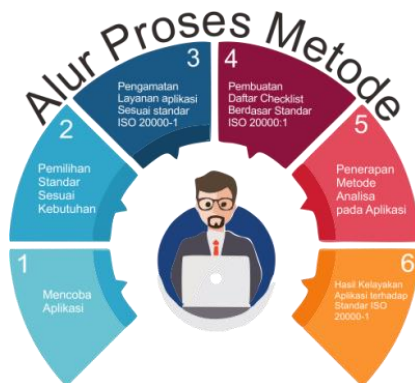 Alur Proses Metode
1
Mencoba
Aplikasi
2
Pemilihan
Standar
Sesuai
Kebutuhan
3
Pengamatan
Layanan aplikasi
Sesuai standar
ISO 20000-1
4
Pembuatan
Daftar Checklist
Berdasar Standar
ISO 20000:1
5
Penerapan
Metode
Analisa
pada Aplikasi
6
Hasil Kelayakan
Aplikasi terhadap
Standar ISO
20000-1